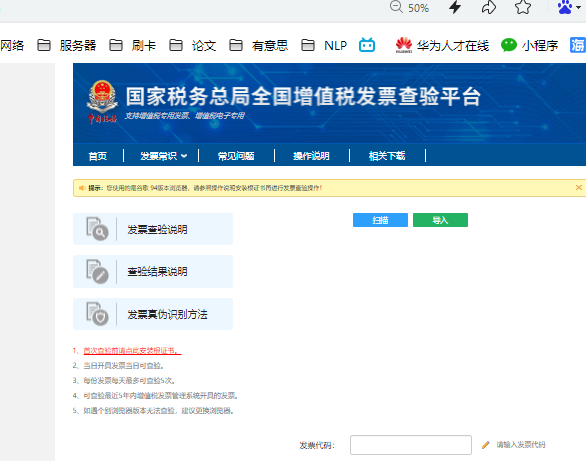 50%
网络 服务器 刷卡 论文 有意思 NLP 华为人才在线 小程序 海
HUAWEI
国家税务总局全国增值税发票查验平台
中国税务 支持增值税专用发票、增值税电子专用
首页 发票常识 常见问题 操作说明 相关下载
提示：您使用的是谷歌 94版本浏览器，请参照操作说明安装根证书再进行发票查验操作!
发票查验说明 扫描 导入
查验结果说明
发票真伪识别方法
1、首次查验前请点此安装根证书。
2、当日开具发票当日可查验。
3、每份发票每天最多可查验5次。
4、可查验最近5年内增值税发票管理系统开具的发票。
5、如遇个别浏览器版本无法查验，建议更换浏览器。
发票代码： 请输入发票代码